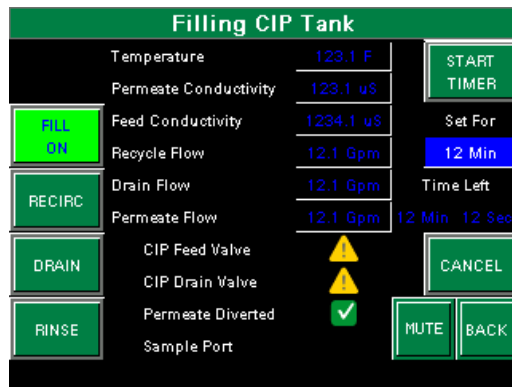 Filling CIP Tank
Temperature 123.1 F
START TIMER
Permeate Conductivity 123.1 uS
FILL ON
Feed Conductivity 1234.1 uS
Set For
Recycle Flow 12.1 Gpm
12 Min
RECIRC
Drain Flow 12.1 Gpm
Time Left
Permeate Flow 12.1 Gpm
12 Min 12 Sec
DRAIN
CIP Feed Valve
CANCEL
CIP Drain Valve
RINSE
Permeate Diverted
MUTE
BACK
Sample Port